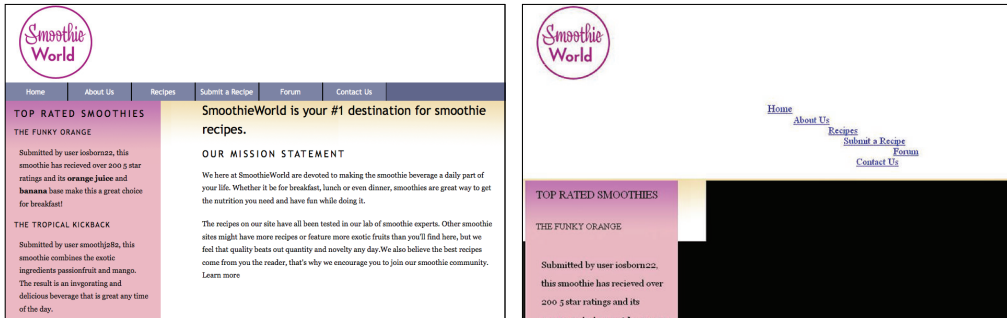 Smoothie
World
Home About Us Recipes Submit a Recipe Forum Contact Us
TOP RATED SMOOTHIES
THE FUNKY ORANGE
Submitted by user iosborn22, this
smoothie has recieved over 200 5 star
ratings and its orange juice and
banana base make this a great choice
for breakfast!
THE TROPICAL KICKBACK
Submitted by user smoothj282, this
smoothie combines the exotic
ingredients passionfruit and mango.
The result is an invgorating and
delicious beverage that is great any time
of the day.
SmoothieWorld is your #1 destination for smoothie
recipes.
OUR MISSION STATEMENT
We here at SmoothieWorld are devoted to making the smoothie beverage a daily part of
your life. Whether it be for breakfast, lunch or even dinner, smoothies are great way to get
the nutrition you need and have fun while doing it.
The recipes on our site have all been tested in our lab of smoothie experts. Other smoothie
sites might have more recipes or feature more exotic fruits than you'll find here, but we
feel that quality beats out quantity and novelty any day.We also believe the best recipes
come from you the reader, that's why we encourage you to join our smoothie community.
Learn more
Smoothie
World
Home
About Us
Recipes
Submit a Recipe
Forum
Contact Us
TOP RATED SMOOTHIES
THE FUNKY ORANGE
Submitted by user iosborn22,
this smoothie has recieved over
200 5 star ratings and its